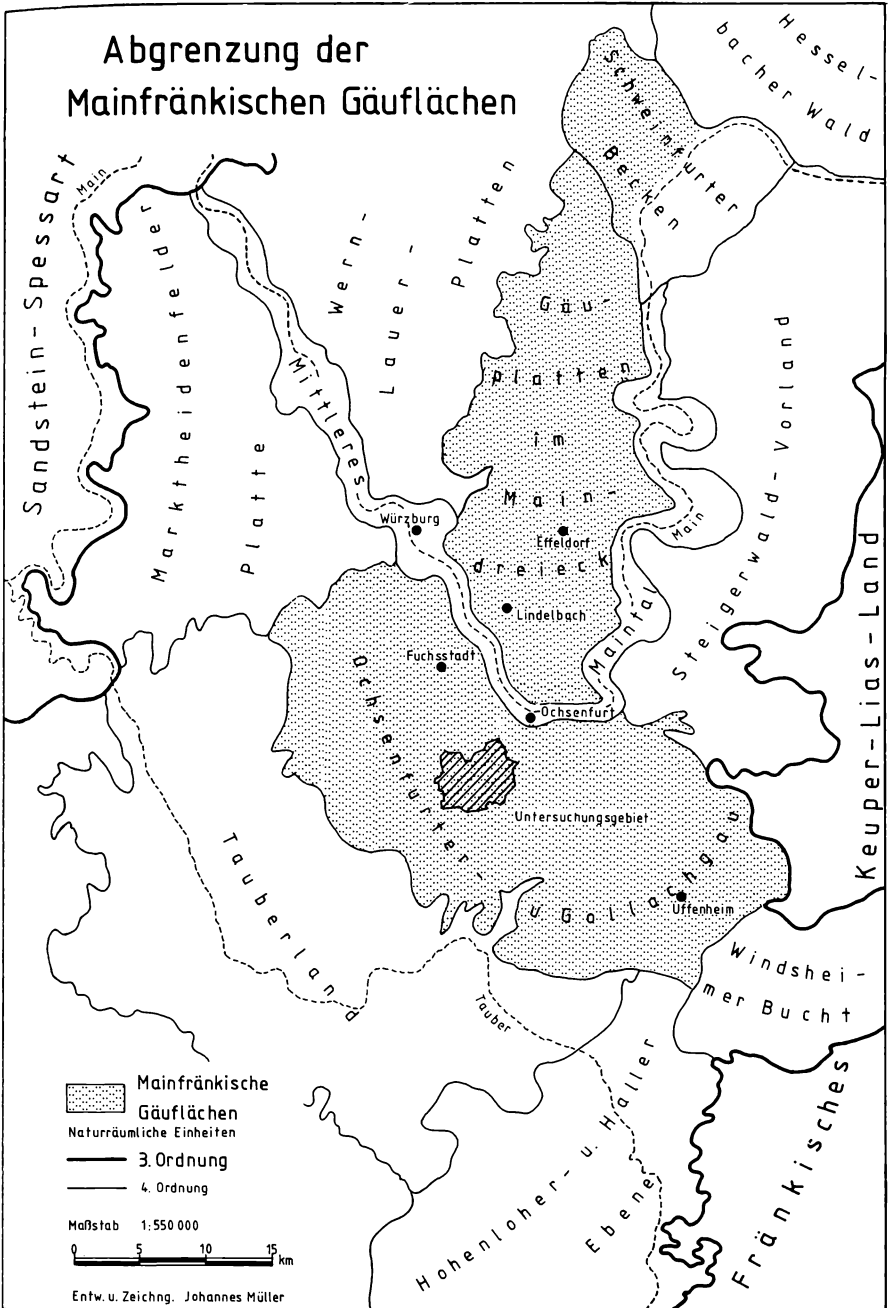 Abgrenzung der
Mainfränkischen Gäuflächen
Hessel-
bacher Wald
Schweinfurter
Becken
Sandstein-Spessart
Main
Marktheidenfelder
Platte
Wern-
Lauer-
Platten
Gäu-
platten
im
Main-
dreieck
Mittleres
Maintal
Main
Würzburg
Effeldorf
Lindelbach
Fuchsstadt
Ochsenfurt
Steigerwald-Vorland
Keuper-Lias-Land
Ochsenfurter-
u Gollachgau
Untersuchungsgebiet
Uffenheim
Tauberland
Tauber
Windshei-
mer Bucht
Hohenloher- u. Haller
Ebene
Fränkisches
Mainfränkische
Gäuflächen
Naturräumliche Einheiten
3. Ordnung
4. Ordnung
Maßstab 1:550 000
0 5 10 15 km
Entw. u. Zeichng. Johannes Müller